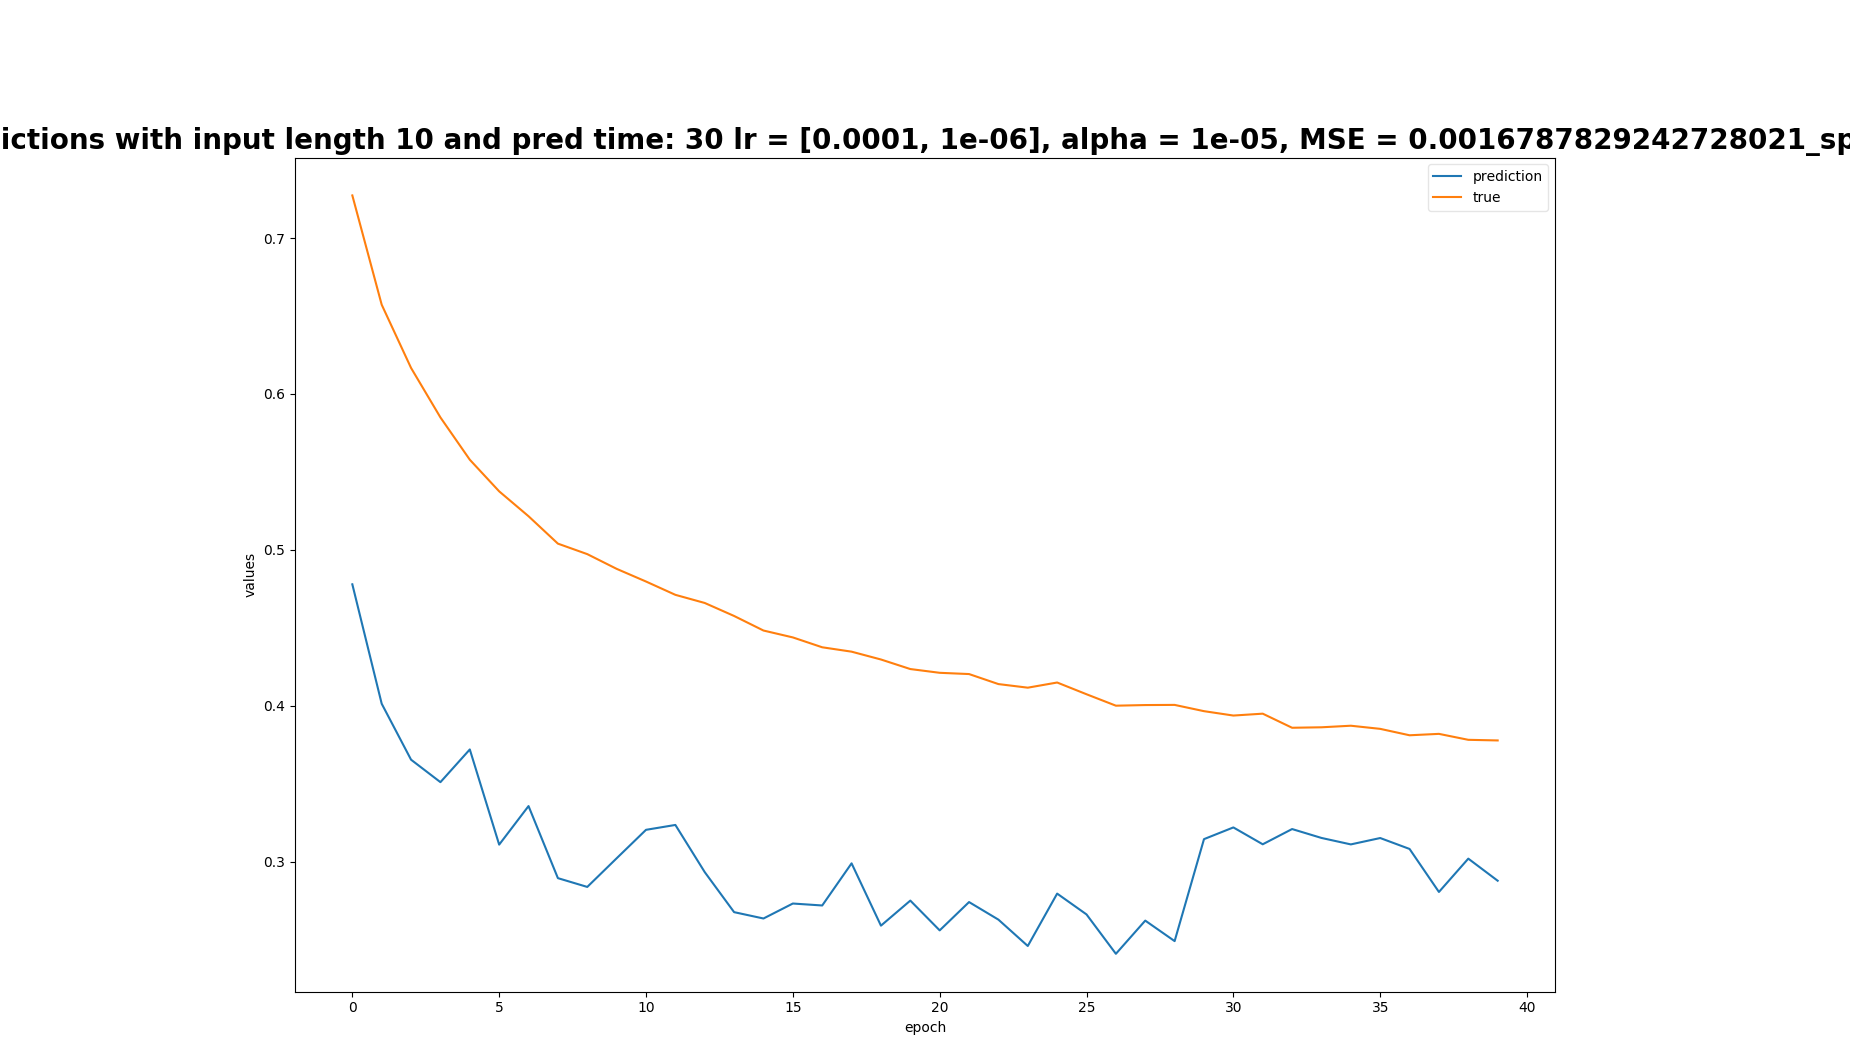 ictions with input length 10 and pred time: 30 lr = [0.0001, 1e-06], alpha = 1e-05, MSE = 0.0016787829242728021_sp
prediction
true
0.7
0.6
0.5
0.4
0.3
values
0 5 10 15 20 25 30 35 40
epoch